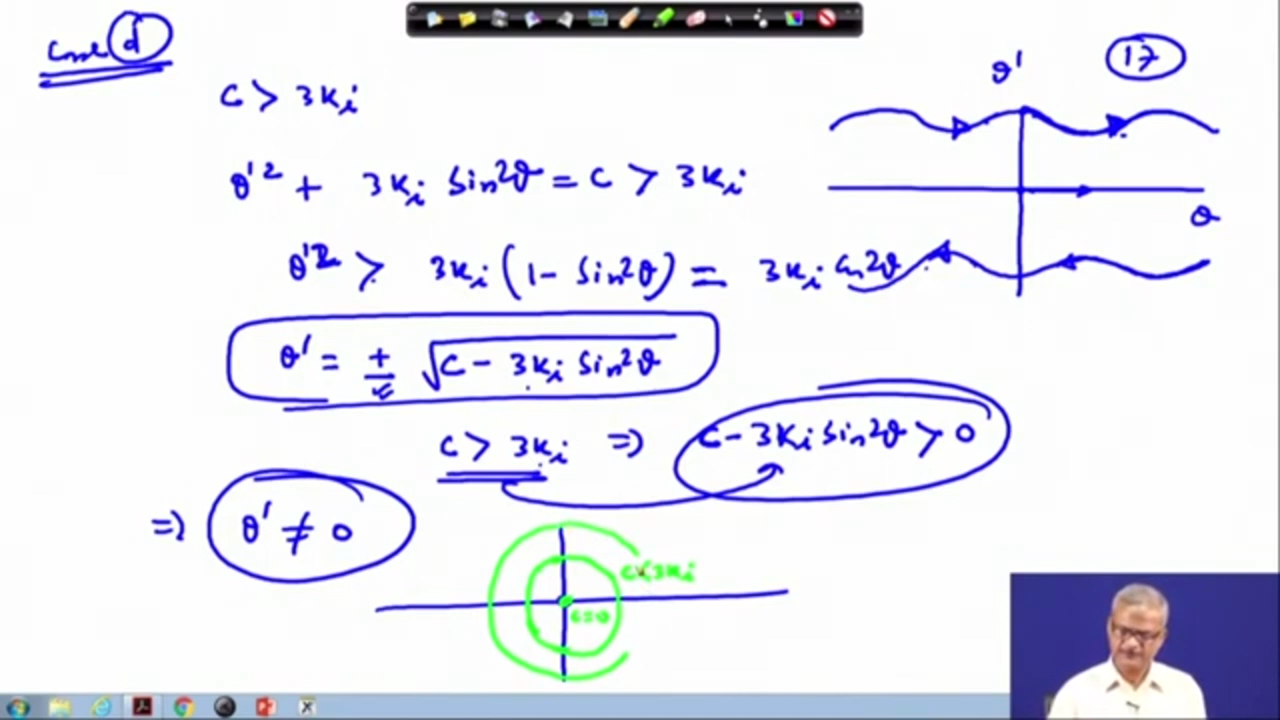 Case (d)
17
C > 3Ki
θ'
θ'² + 3Ki Sin²θ = C > 3Ki
θ
θ'² > 3Ki (1 - Sin²θ) = 3Ki Cos²θ
θ' = ± √C - 3Ki Sin²θ
C > 3Ki ⇒ C - 3Ki Sin²θ > 0
⇒ θ' ≠ 0
C<3Ki
C=0